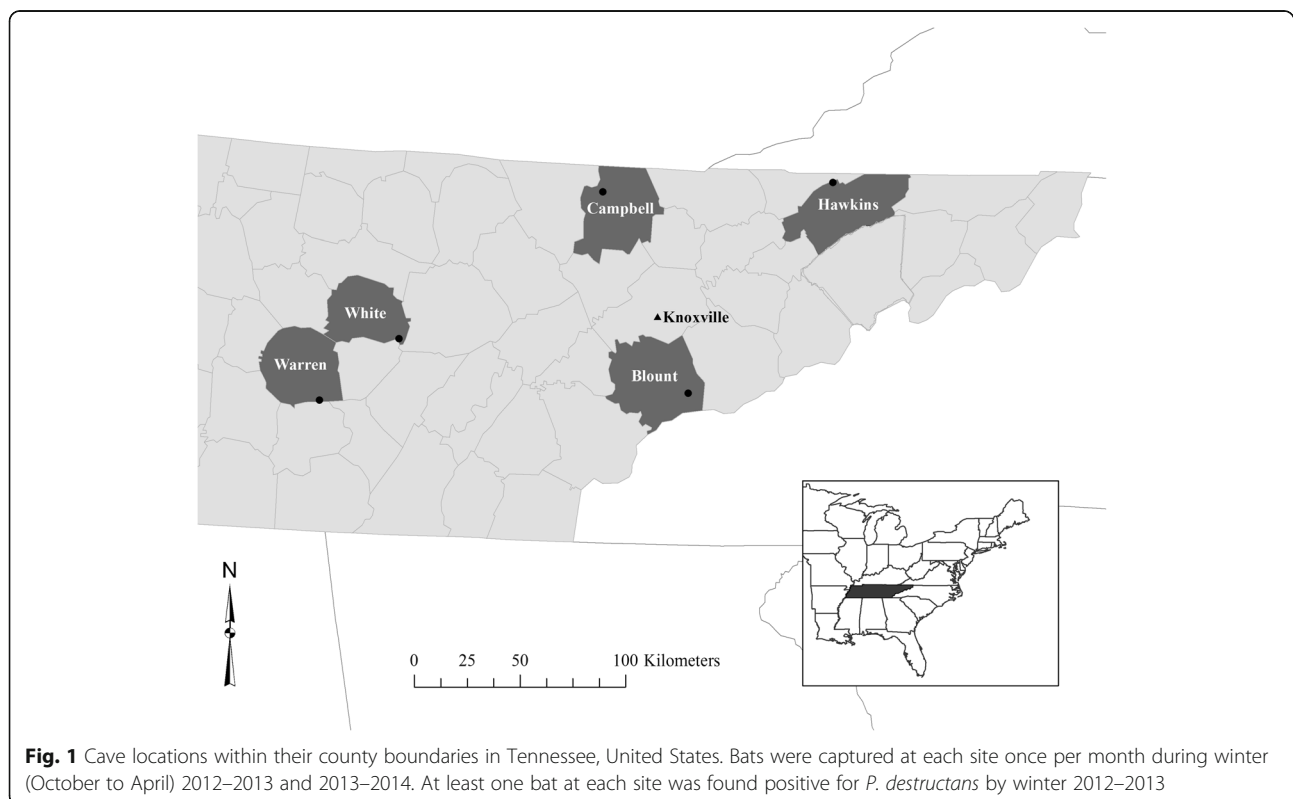 Campbell
Hawkins
White
Knoxville
Warren
Blount
N
0 25 50 100 Kilometers
Fig. 1 Cave locations within their county boundaries in Tennessee, United States. Bats were captured at each site once per month during winter
(October to April) 2012–2013 and 2013–2014. At least one bat at each site was found positive for P. destructans by winter 2012–2013